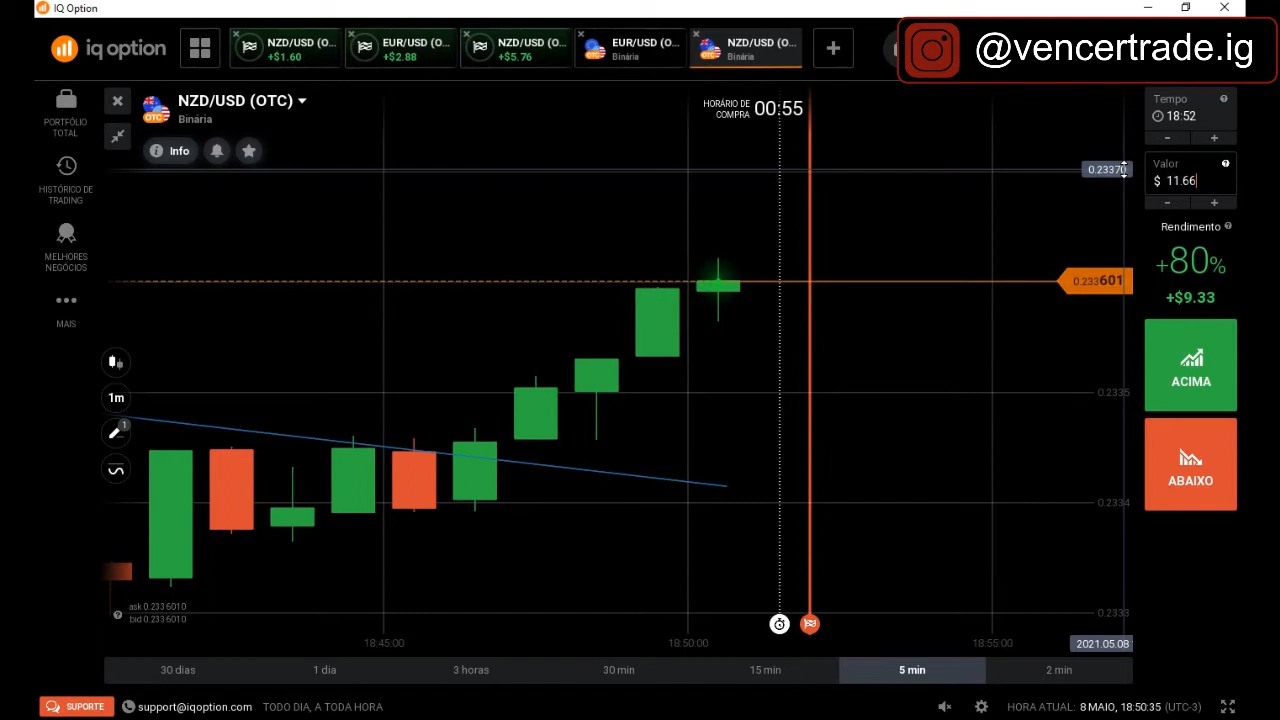 IQ Option
iq option
NZD/USD (O...
+$1.60
EUR/USD (O...
+$2.88
NZD/USD (O...
+$5.76
EUR/USD (O...
Binária
NZD/USD (O...
Binária
@vencertrade.ig
PORTFÓLIO
TOTAL
HISTÓRICO DE
TRADING
MELHORES
NEGÓCIOS
MAIS
NZD/USD (OTC)
Binária
OTC
Info
HORÁRIO DE
COMPRA
00:55
0.23370
0.233601
0.2335
0.2334
0.2333
1m
1
ask 0.2336010
bid 0.2336010
18:45:00
18:50:00
18:55:00
2021.05.08
30 dias
1 dia
3 horas
30 min
15 min
5 min
2 min
Tempo
18:52
- +
Valor
$ 11.66
- +
Rendimento
+80%
+$9.33
ACIMA
ABAIXO
SUPORTE
support@iqoption.com
TODO DIA, A TODA HORA
HORA ATUAL: 8 MAIO, 18:50:35 (UTC-3)